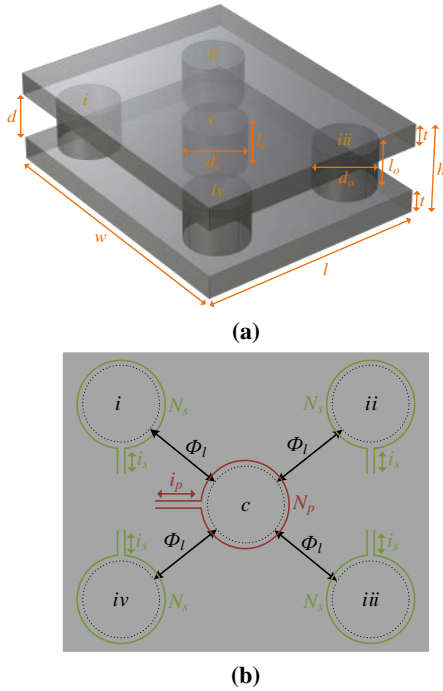 ii
i
c
d
l_c
iii
t
d_c
l_o
h
iv
d_o
t
w
l
(a)
i
N_s
N_s
ii
Φ_l
Φ_l
i_s
i_s
i_p
c
N_p
i_s
Φ_l
Φ_l
i_s
iv
N_s
N_s
iii
(b)